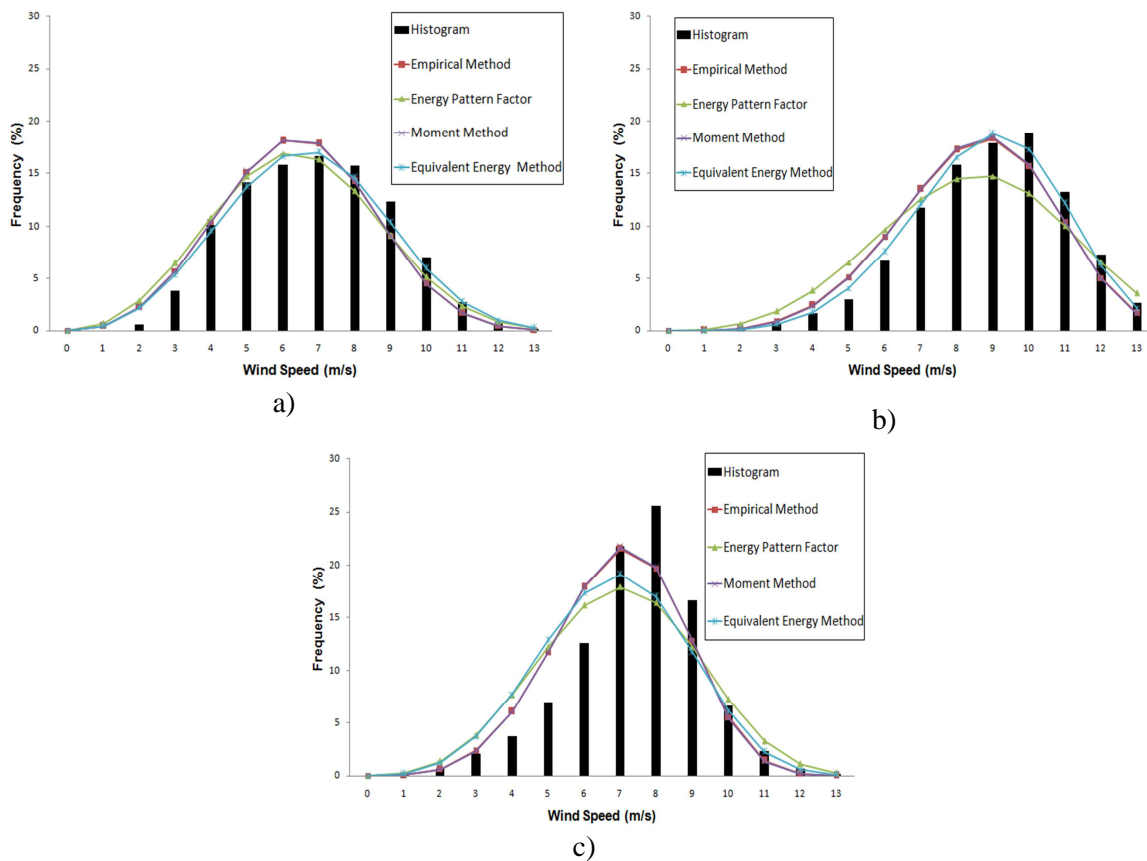 30
25
20
15
10
5
0
Frequency (%)
Histogram
Empirical Method
Energy Pattern Factor
Moment Method
Equivalent Energy Method
0 1 2 3 4 5 6 7 8 9 10 11 12 13
Wind Speed (m/s)
a)
30
25
20
15
10
5
0
Frequency (%)
Histogram
Empirical Method
Energy Pattern Factor
Moment Method
Equivalent Energy Method
0 1 2 3 4 5 6 7 8 9 10 11 12 13
Wind Speed (m/s)
b)
30
25
20
15
10
5
0
Frequency (%)
Histogram
Empirical Method
Energy Pattern Factor
Moment Method
Equivalent Energy Method
0 1 2 3 4 5 6 7 8 9 10 11 12 13
Wind Speed (m/s)
c)